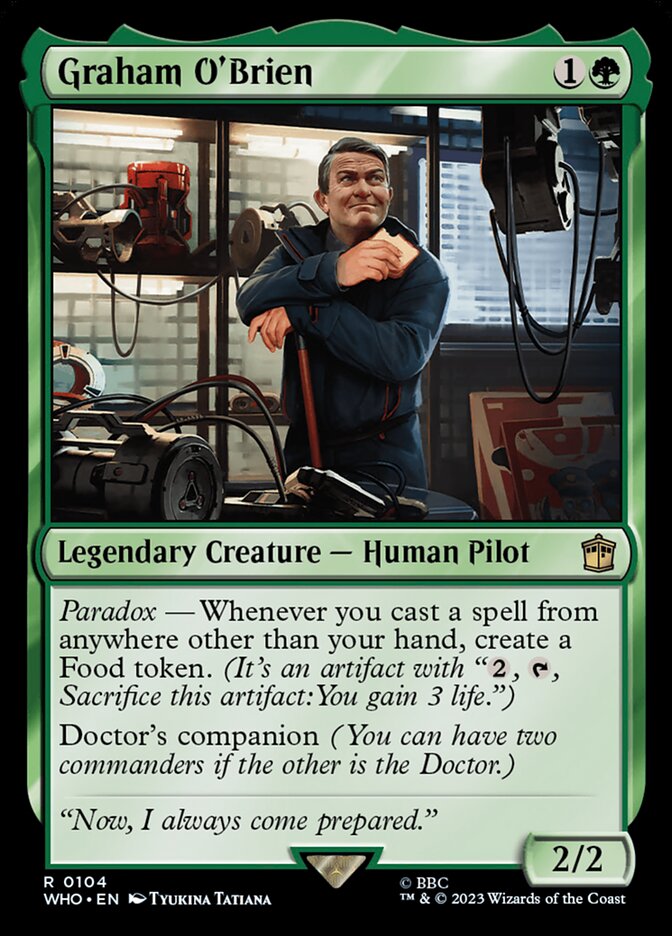 Graham O'Brien 1
Legendary Creature — Human Pilot
Paradox — Whenever you cast a spell from
anywhere other than your hand, create a
Food token. (It's an artifact with “2, ,
Sacrifice this artifact:You gain 3 life.”)
Doctor's companion (You can have two
commanders if the other is the Doctor.)
“Now, I always come prepared.”
2/2
R 0104
WHO • EN Tyukina Tatiana
© BBC
™ & © 2023 Wizards of the Coast